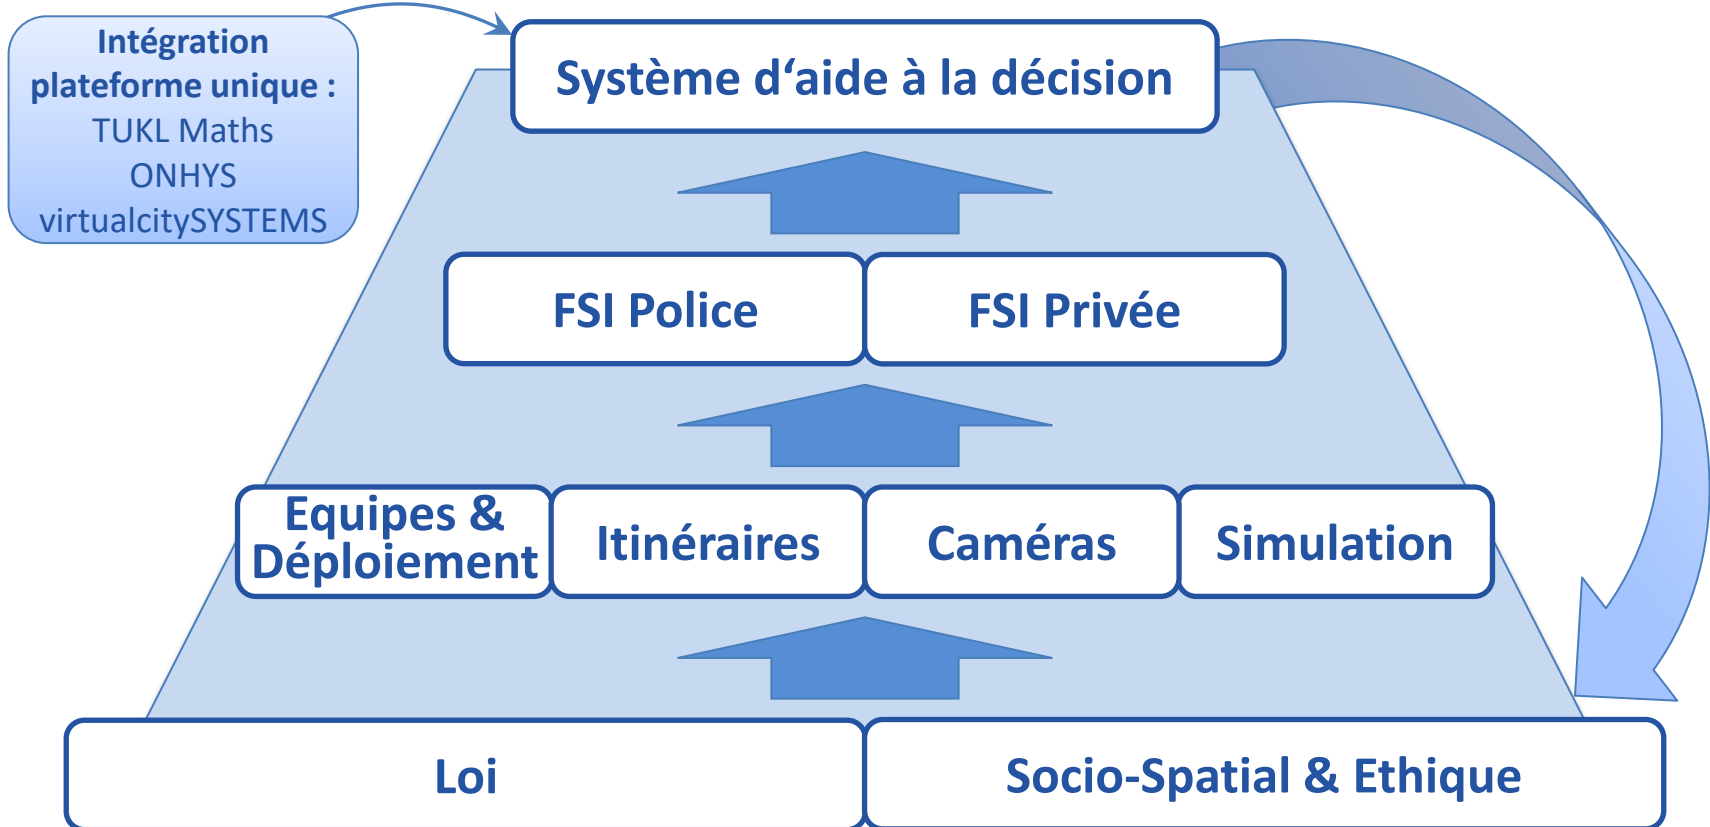 Intégration
plateforme unique :
TUKL Maths
ONHYS
virtualcitySYSTEMS
Système d‘aide à la décision
FSI Police
FSI Privée
Equipes &
Déploiement
Itinéraires
Caméras
Simulation
Loi
Socio-Spatial & Ethique